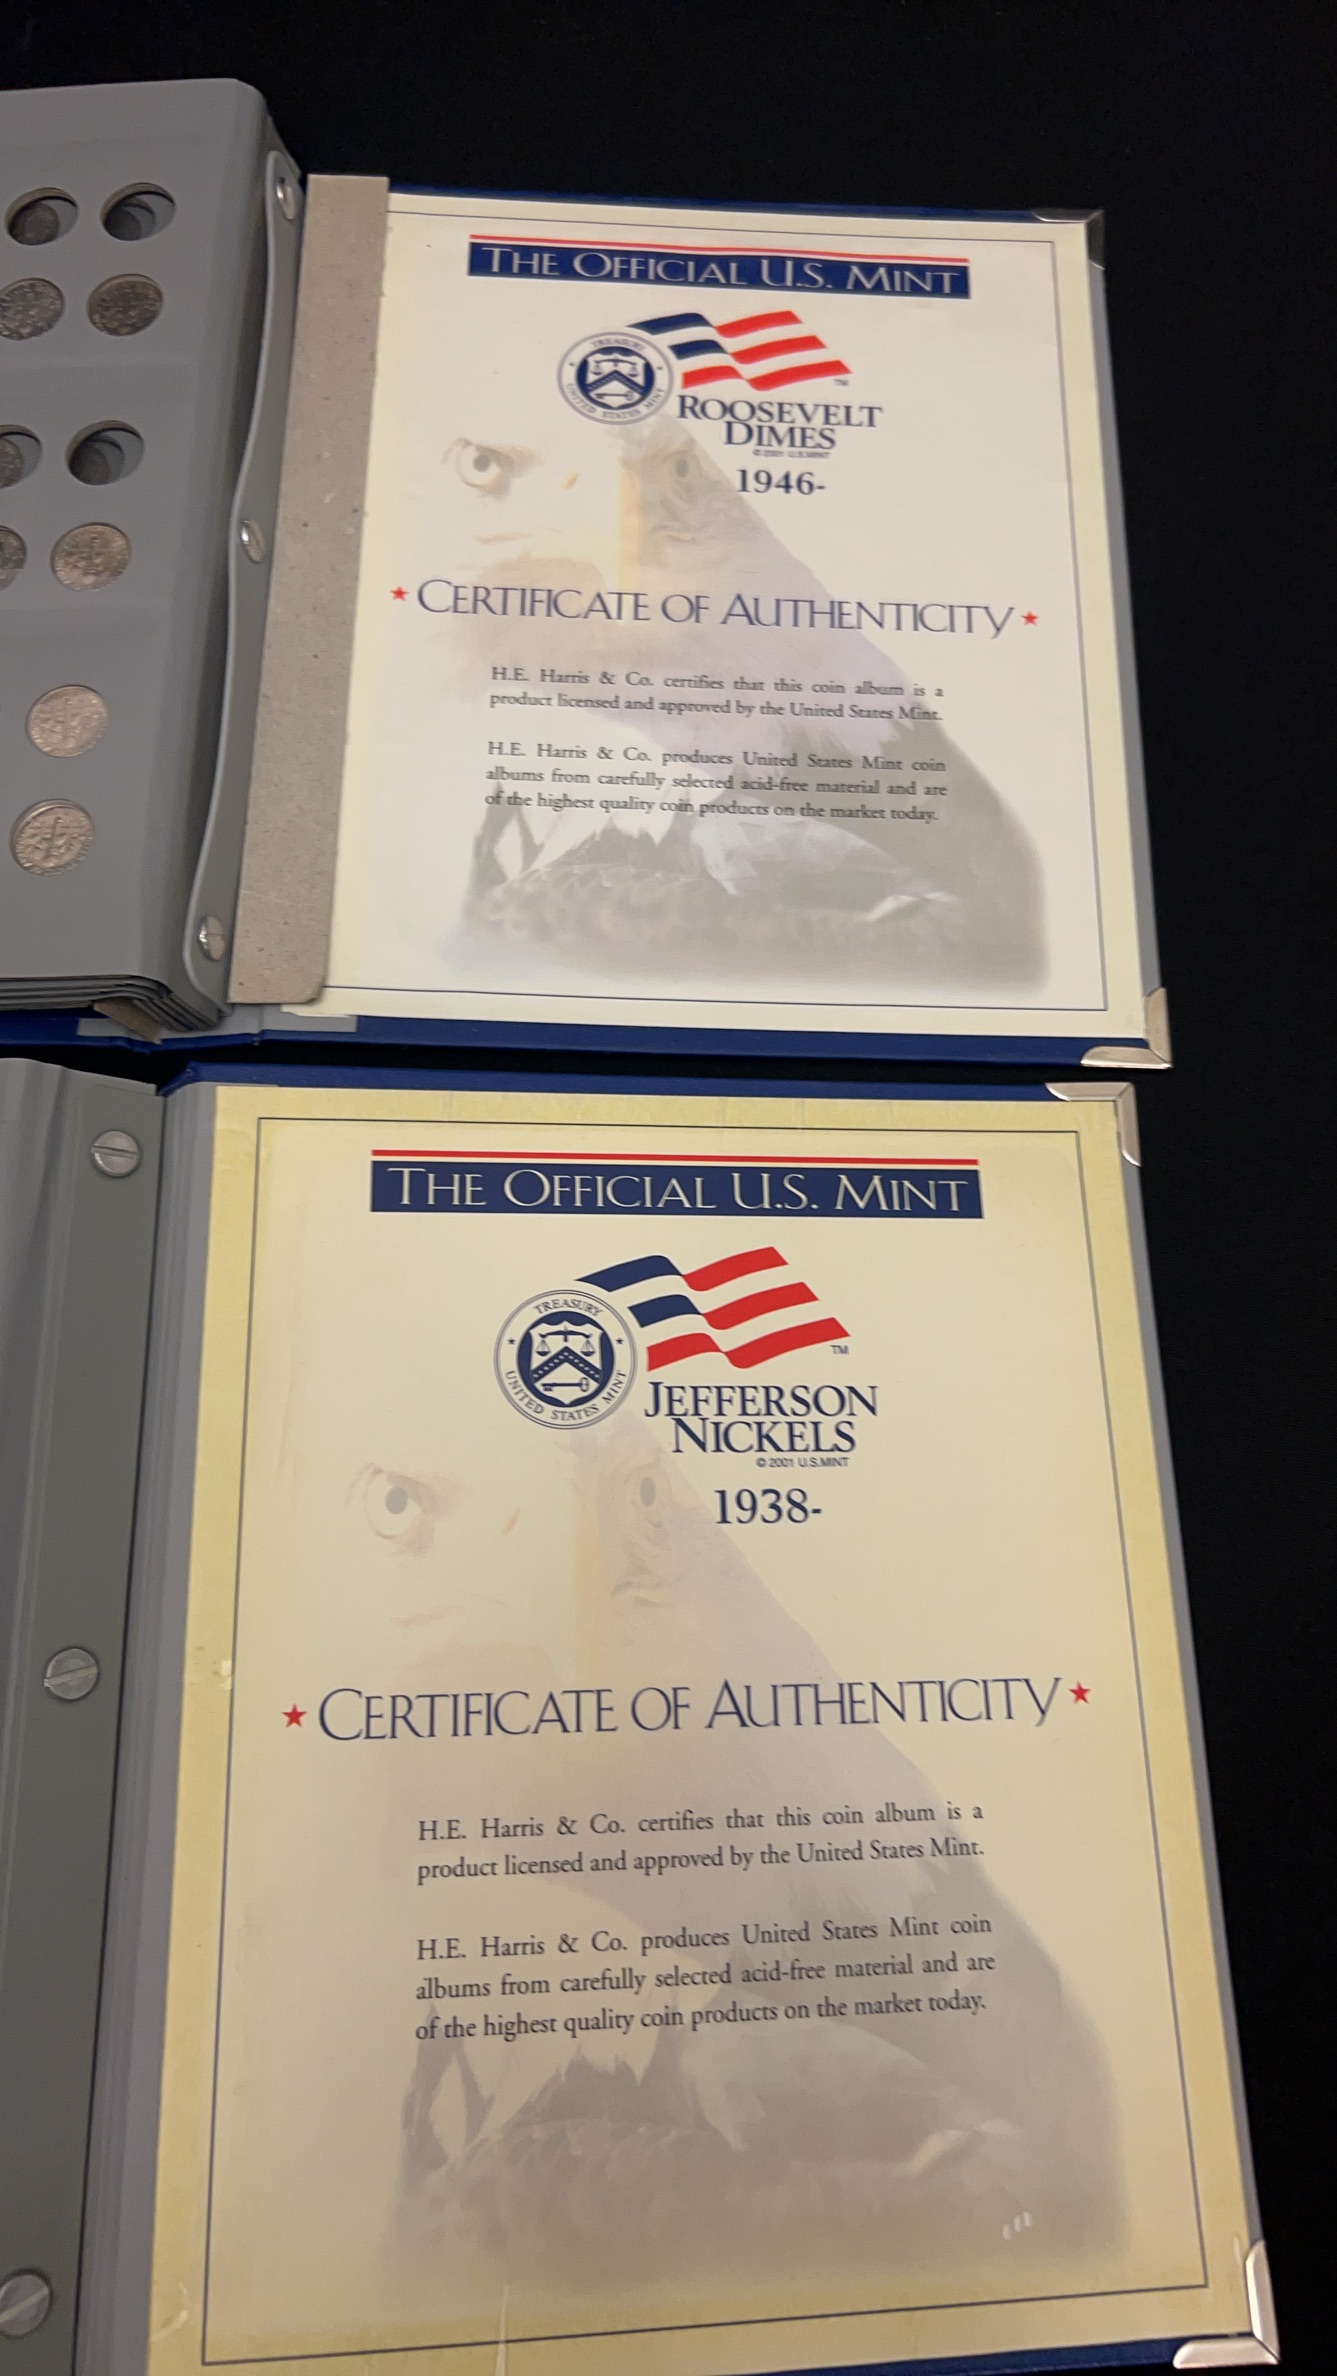 THE OFFICIAL U.S. MINT
TREASURY
UNITED STATES MINT
TM
ROOSEVELT
DIMES
© 2001 U.S.MINT
1946-
CERTIFICATE OF AUTHENTICITY
H.E. Harris & Co. certifies that this coin album is a
product licensed and approved by the United States Mint.
H.E. Harris & Co. produces United States Mint coin
albums from carefully selected acid-free material and are
of the highest quality coin products on the market today.
THE OFFICIAL U.S. MINT
TREASURY
UNITED STATES MINT
TM
JEFFERSON
NICKELS
© 2001 U.S.MINT
1938-
CERTIFICATE OF AUTHENTICITY
H.E. Harris & Co. certifies that this coin album is a
product licensed and approved by the United States Mint.
H.E. Harris & Co. produces United States Mint coin
albums from carefully selected acid-free material and are
of the highest quality coin products on the market today.